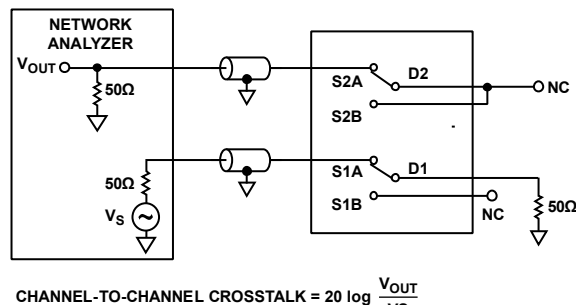 NETWORK
ANALYZER
VOUT
50Ω
50Ω
VS
S2A
D2
S2B
NC
S1A
D1
S1B
NC
50Ω
CHANNEL-TO-CHANNEL CROSSTALK = 20 log VOUT
VS